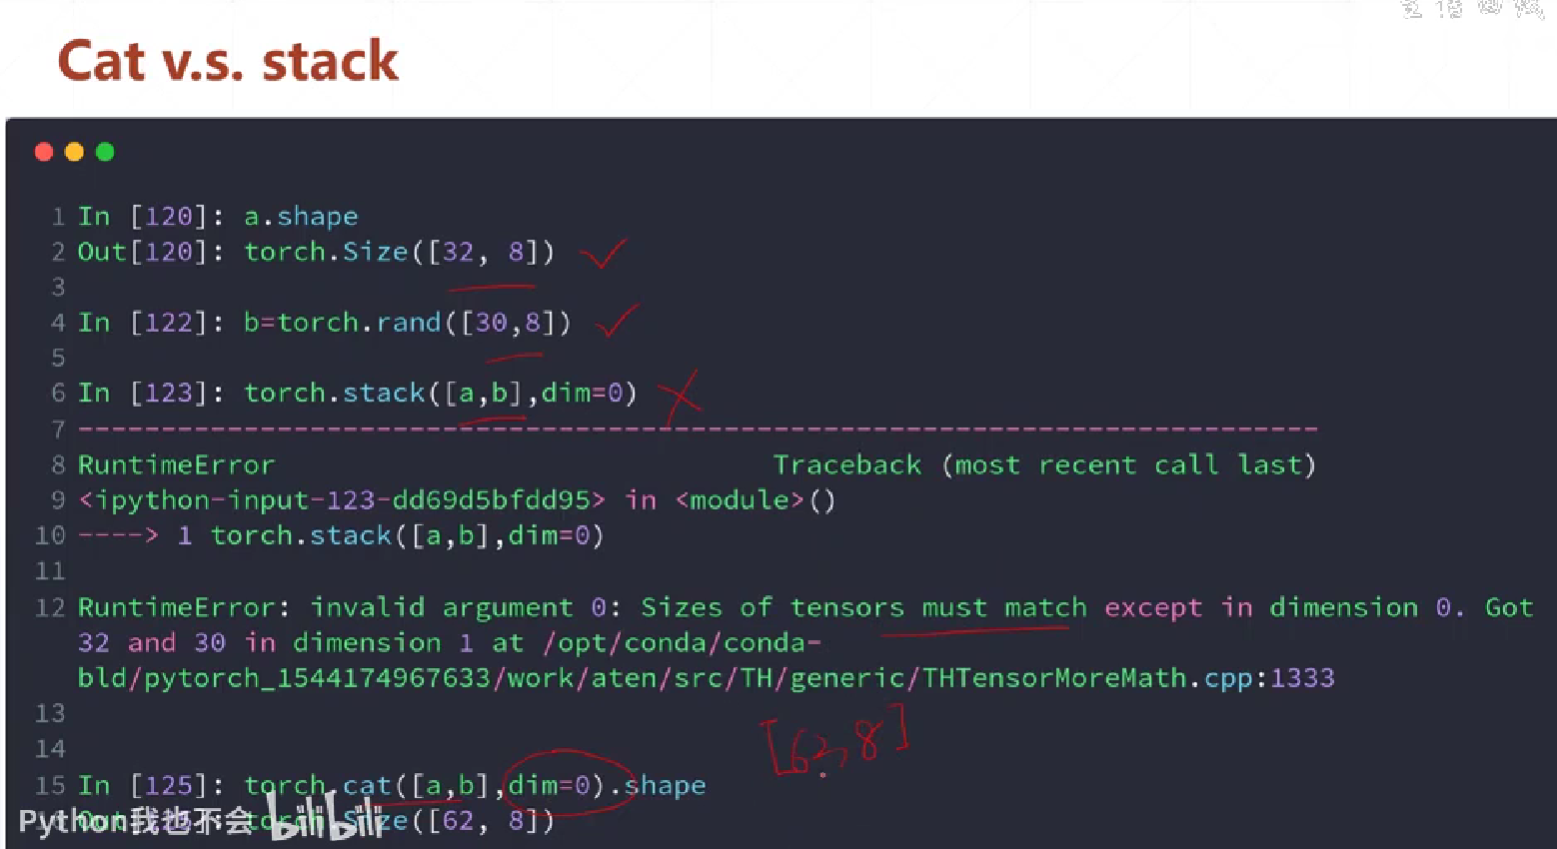 Cat v.s. stack
1 In [120]: a.shape
2 Out[120]: torch.Size([32, 8])
3
4 In [122]: b=torch.rand([30,8])
5
6 In [123]: torch.stack([a,b],dim=0)
7 ---------------------------------------------------------------------------
8 RuntimeError                              Traceback (most recent call last)
9 <ipython-input-123-dd69d5bfdd95> in <module>()
10 ----> 1 torch.stack([a,b],dim=0)
11
12 RuntimeError: invalid argument 0: Sizes of tensors must match except in dimension 0. Got
32 and 30 in dimension 1 at /opt/conda/conda-
bld/pytorch_1544174967633/work/aten/src/TH/generic/THTensorMoreMath.cpp:1333
13
[62,8]
14
15 In [125]: torch.cat([a,b],dim=0).shape
Out[125]: torch.Size([62, 8])
Python我也不会 bilibili